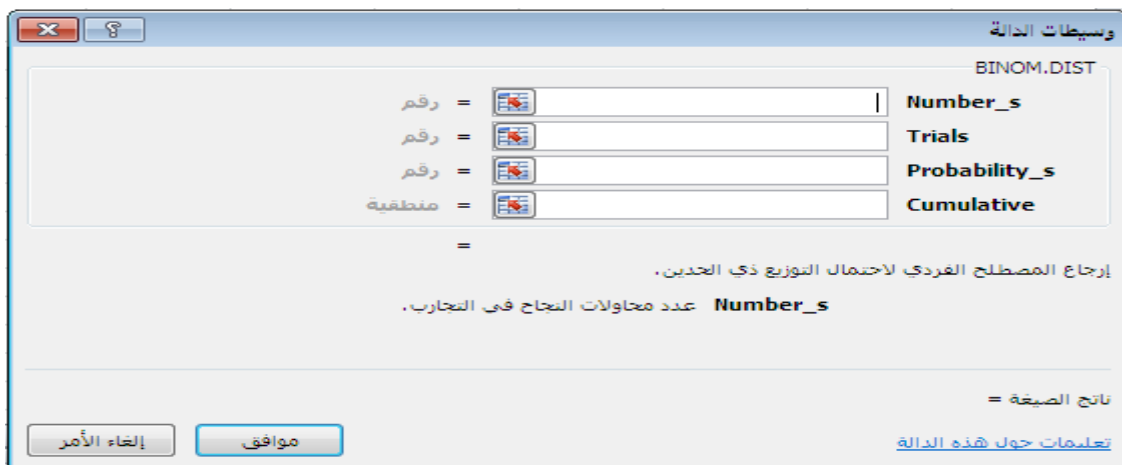 وسيطات الدالة
BINOM.DIST
Number_s = رقم
Trials = رقم
Probability_s = رقم
Cumulative = منطقية
=
إرجاع المصطلح الفردي لاحتمال التوزيع ذي الحدين.
Number_s عدد محاولات النجاح في التجارب.
ناتج الصيغة =
تعليمات حول هذه الدالة
موافق
إلغاء الأمر